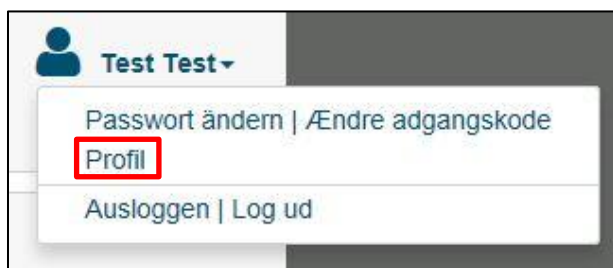 Test Test
Passwort ändern | Ændre adgangskode
Profil
Ausloggen | Log ud